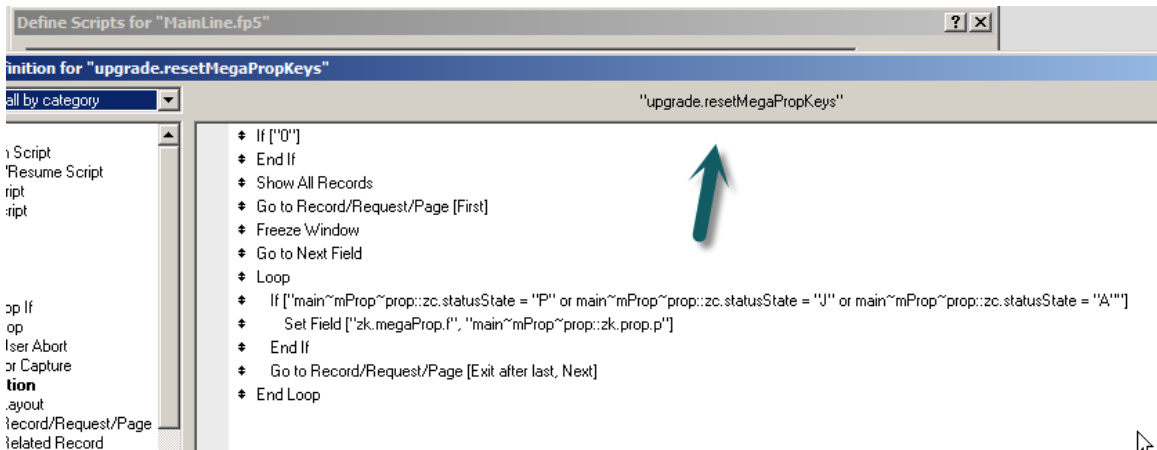 Define Scripts for "MainLine.fp5"
finition for "upgrade.resetMegaPropKeys"
all by category
"upgrade.resetMegaPropKeys"
If ["0"]
End If
Show All Records
Go to Record/Request/Page [First]
Freeze Window
Go to Next Field
Loop
If ["main~mProp~prop::zc.statusState = "P" or main~mProp~prop::zc.statusState = "J" or main~mProp~prop::zc.statusState = "A""]
Set Field ["zk.megaProp.f", "main~mProp~prop::zk.prop.p"]
End If
Go to Record/Request/Page [Exit after last, Next]
End Loop
Script
/Resume Script
ript
cript
op If
op
User Abort
or Capture
tion
Layout
Record/Request/Page
Related Record